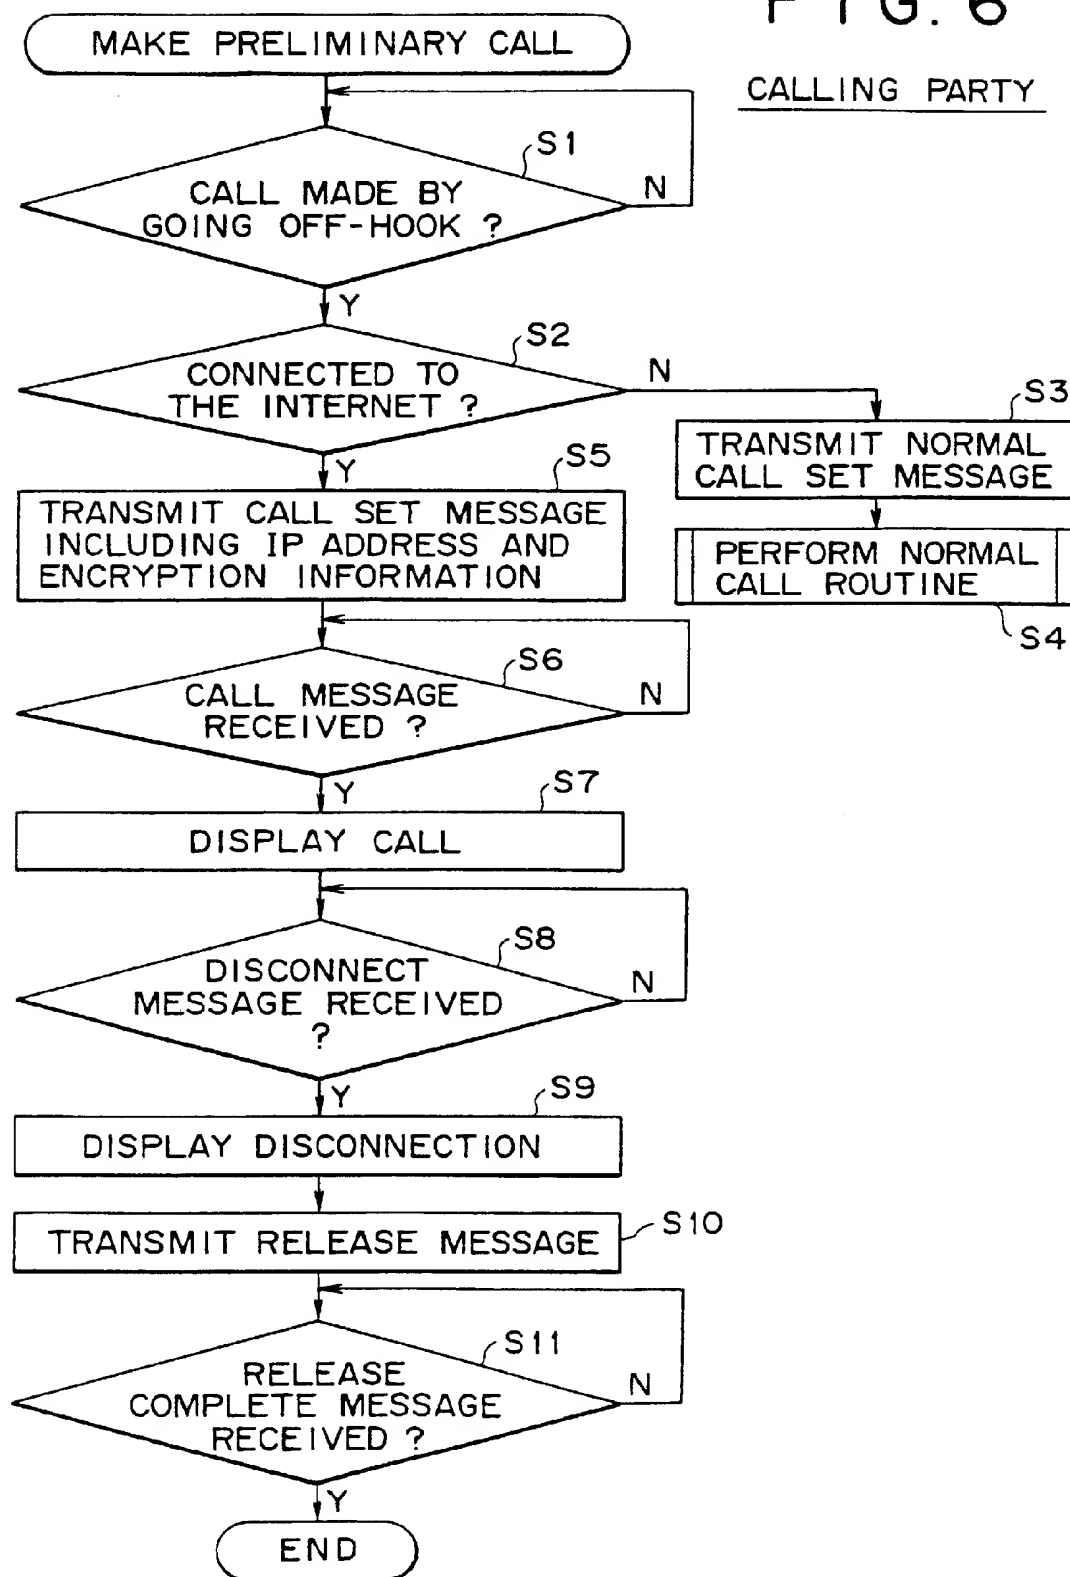 FIG. 6
CALLING PARTY
MAKE PRELIMINARY CALL
S1
CALL MADE BY
GOING OFF-HOOK ?
N
Y
S2
CONNECTED TO
THE INTERNET ?
N
Y
S3
TRANSMIT NORMAL
CALL SET MESSAGE
PERFORM NORMAL
CALL ROUTINE
S4
S5
TRANSMIT CALL SET MESSAGE
INCLUDING IP ADDRESS AND
ENCRYPTION INFORMATION
S6
CALL MESSAGE
RECEIVED ?
N
Y
S7
DISPLAY CALL
S8
DISCONNECT
MESSAGE RECEIVED
?
N
Y
S9
DISPLAY DISCONNECTION
TRANSMIT RELEASE MESSAGE
S10
S11
RELEASE
COMPLETE MESSAGE
RECEIVED ?
N
Y
END